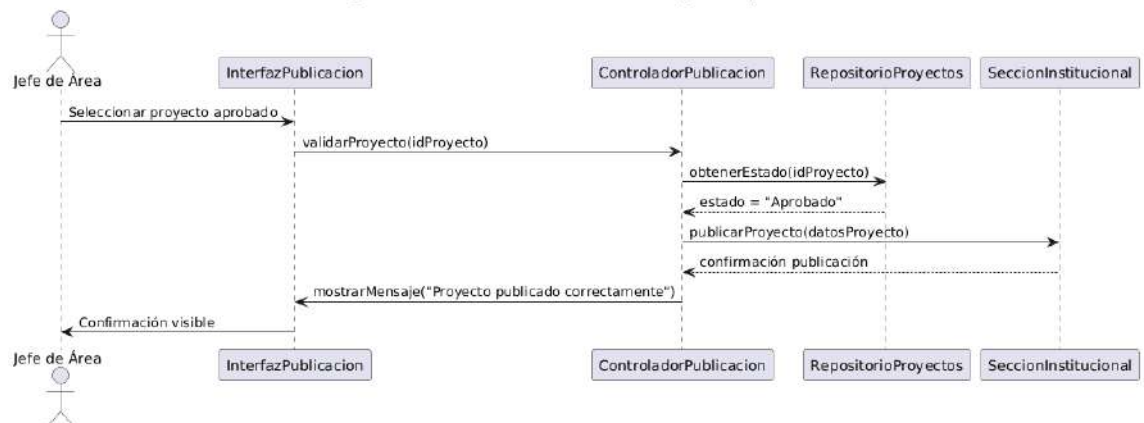 Jefe de Área
InterfazPublicacion
ControladorPublicacion
RepositorioProyectos
SeccionInstitucional
Seleccionar proyecto aprobado
validarProyecto(idProyecto)
obtenerEstado(idProyecto)
estado = "Aprobado"
publicarProyecto(datosProyecto)
confirmación publicación
mostrarMensaje("Proyecto publicado correctamente")
Confirmación visible
Jefe de Área
InterfazPublicacion
ControladorPublicacion
RepositorioProyectos
SeccionInstitucional